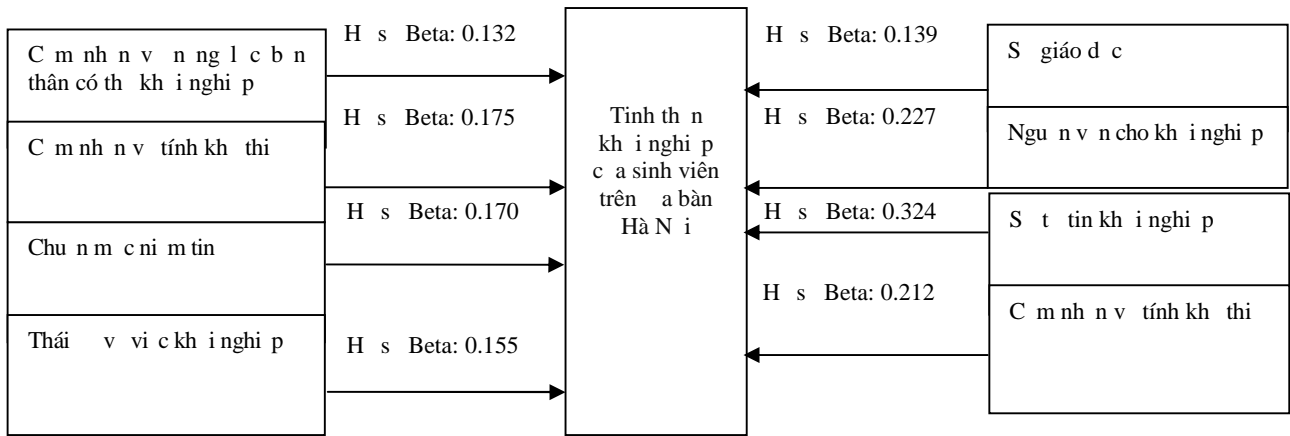 H s Beta: 0.132
C m nh n v n ng l c b n
thân có th kh i nghi p
H s Beta: 0.175
C m nh n v tính kh thi
H s Beta: 0.170
Chu n m c ni m tin
Thái v vi c kh i nghi p
H s Beta: 0.155
Tinh th n
kh i nghi p
c a sinh viên
trên a bàn
Hà N i
H s Beta: 0.139
S giáo d c
H s Beta: 0.227
Ngu n v n cho kh i nghi p
H s Beta: 0.324
S t tin kh i nghi p
H s Beta: 0.212
C m nh n v tính kh thi